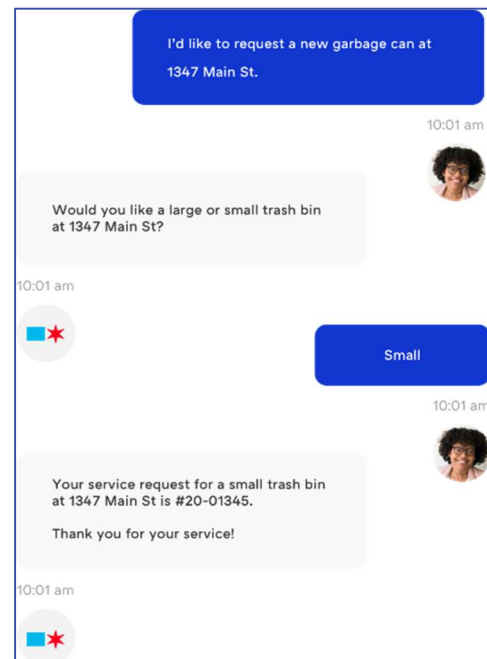 I'd like to request a new garbage can at
1347 Main St.
10:01 am
Would you like a large or small trash bin
at 1347 Main St?
10:01 am
Small
10:01 am
Your service request for a small trash bin
at 1347 Main St is #20-01345.
Thank you for your service!
10:01 am